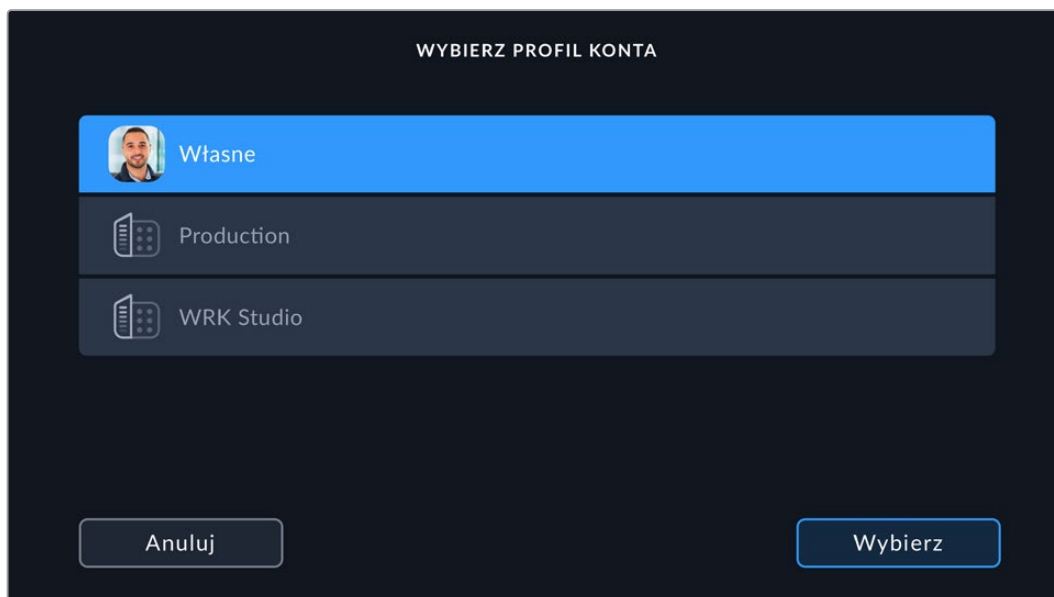 WYBIERZ PROFIL KONTA
Własne
Production
WRK Studio
Anuluj
Wybierz